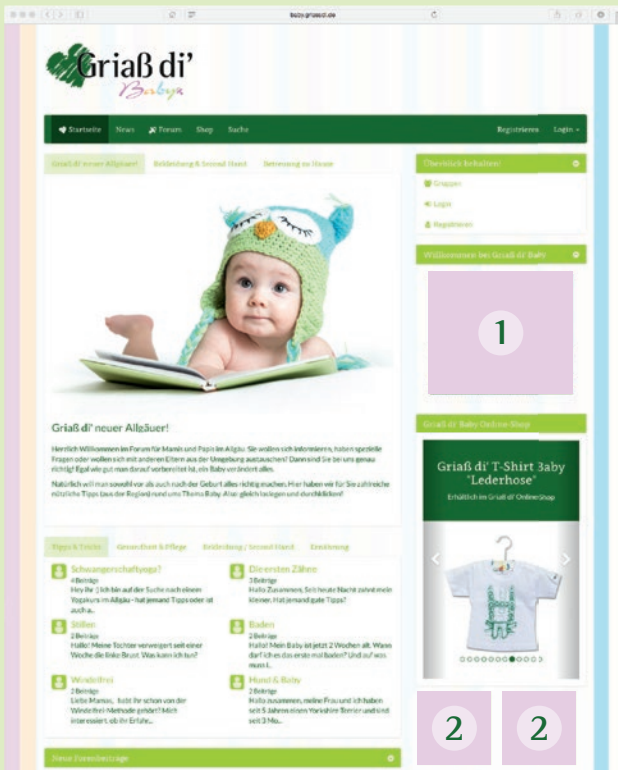 baby.griassdi.de
Griaß di'
Babys
Startseite News Forum Shop Suche Registrieren Login
Griaß di' neuer Allgäuer! Bekleidung & Second Hand Betreuung zu Hause
Griaß di' neuer Allgäuer!
Herzlich Willkommen im Forum für Mamis und Papis im Allgäu. Sie wollen sich informieren, haben spezielle
Fragen oder wollen sich mit anderen Eltern aus der Umgebung austauschen? Dann sind Sie bei uns genau
richtig! Egal wie gut man darauf vorbereitet ist, ein Baby verändert alles.
Natürlich will man sowohl vor als auch nach der Geburt alles richtig machen. Hier haben wir für Sie zahlreiche
nützliche Tipps (aus der Region) rund ums Thema Baby. Also: gleich loslegen und durchklicken!
Tipps & Tricks Gesundheit & Pflege Bekleidung / Second Hand Ernährung
Schwangerschaftyoga?
4 Beiträge
Hey ihr :) Ich bin auf der Suche nach einem
Yogakurs im Allgäu - hat jemand Tipps oder ist
auch a...
Die ersten Zähne
3 Beiträge
Hallo Zusammen, Seit heute Nacht zahnt mein
kleiner. Hat jemand gute Tipps?
Stillen
2 Beiträge
Hallo! Meine Tochter verweigert seit einer
Woche die linke Brust. Was kann ich tun?
Baden
2 Beiträge
Hallo! Mein Baby ist jetzt 2 Wochen alt. Wann
darf ich es das erste mal baden? Und auf was
muss i...
Windelfrei
2 Beiträge
Liebe Mamas, habt ihr schon von der
Windelfrei-Methode gehört? Mich
interessiert, ob ihr Erfahr...
Hund & Baby
2 Beiträge
Hallo zusammen, meine Frau und ich haben
seit 5 Jahren einen Yorkshire Terrier und sind
seit 3 Mo...
Neue Forenbeiträge
Überblick behalten!
Gruppen
Login
Registrieren
Willkommen bei Griaß di' Baby
1
Griaß di' Baby Online-Shop
Griaß di' T-Shirt Baby
"Lederhose"
Erhältlich im Griaß di' OnlineShop
2 2